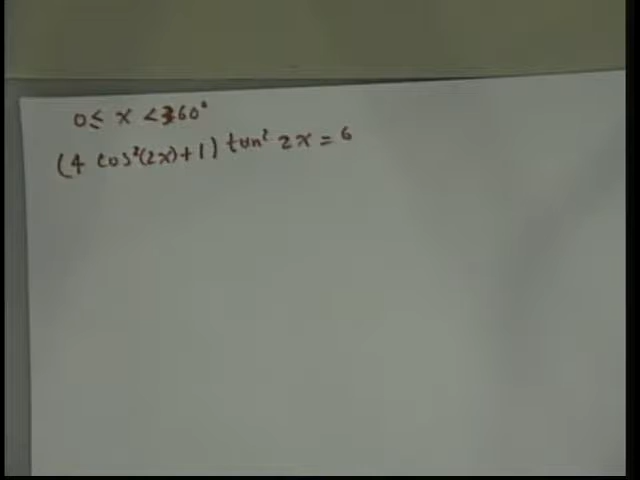 0 ≤ x < 360°
(4 cos²(2x)+1) tan² 2x = 6